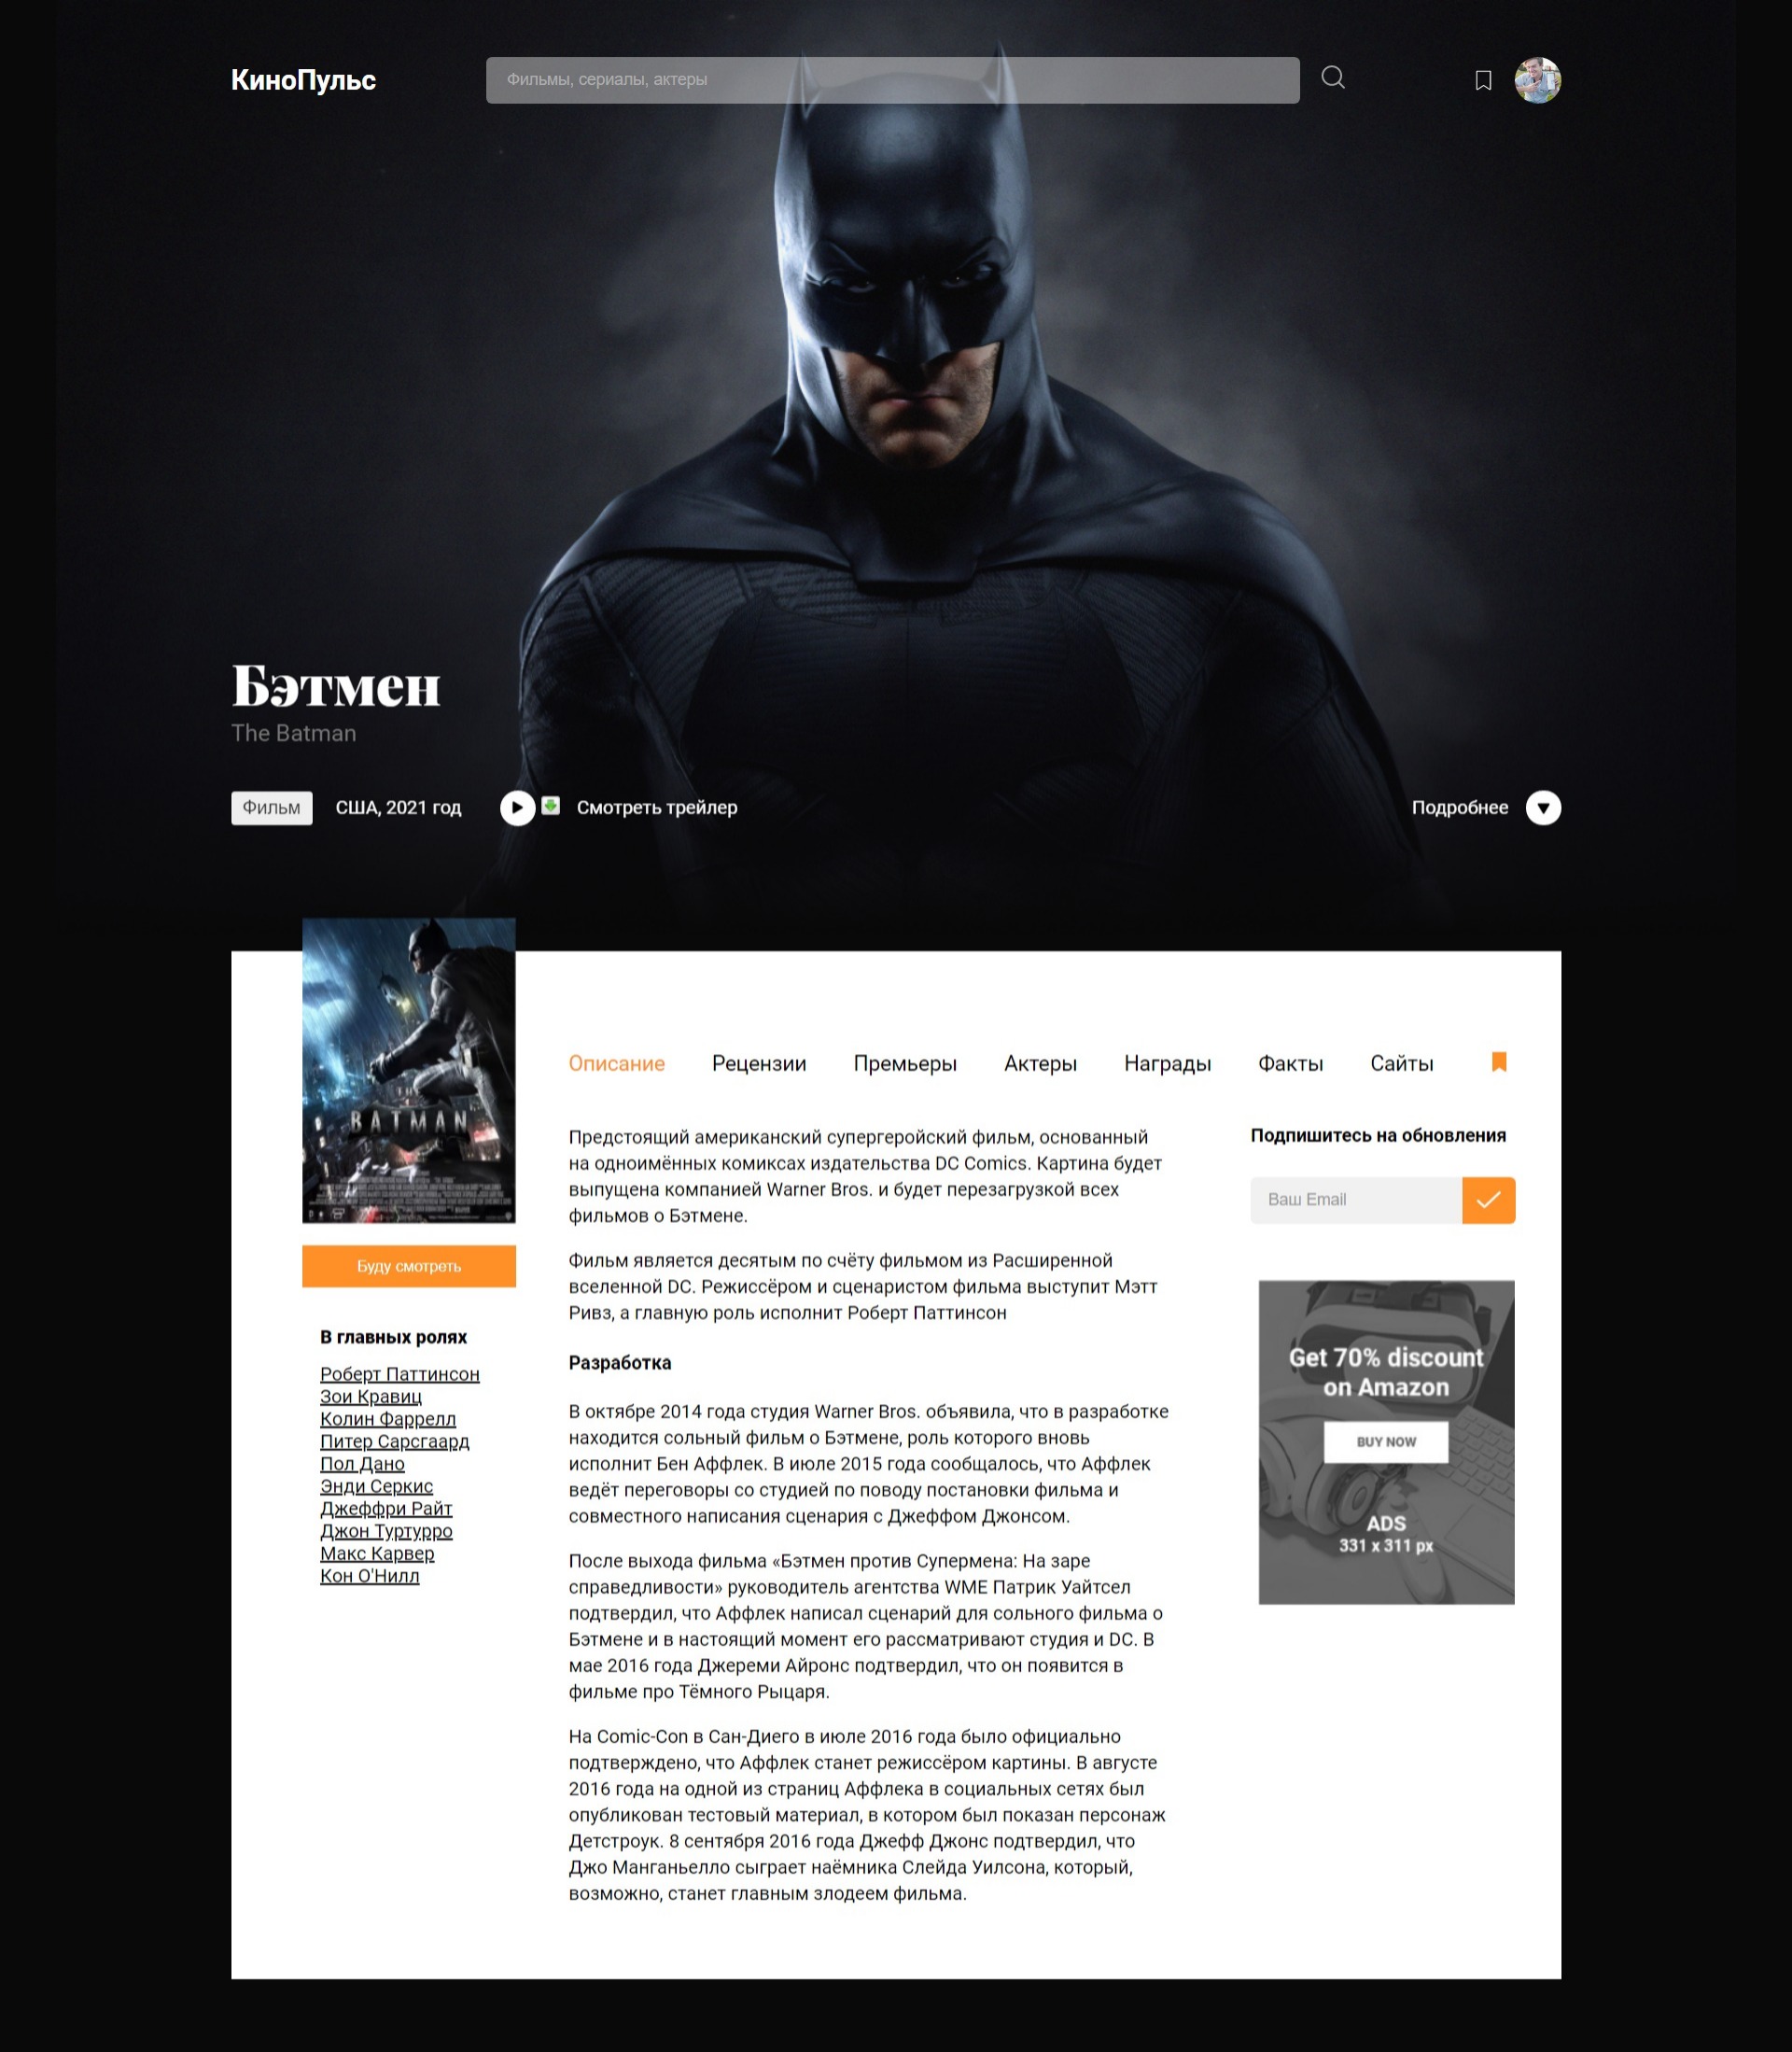 КиноПульс
Фильмы, сериалы, актеры
Бэтмен
The Batman
Фильм
США, 2021 год
Смотреть трейлер
Подробнее
BATMAN
Буду смотреть
В главных ролях
Роберт Паттинсон
Зои Кравиц
Колин Фаррелл
Питер Сарсгаард
Пол Дано
Энди Серкис
Джеффри Райт
Джон Туртурро
Макс Карвер
Кон О'Нилл
Описание
Рецензии
Премьеры
Актеры
Награды
Факты
Сайты
Предстоящий американский супергеройский фильм, основанный
на одноимённых комиксах издательства DC Comics. Картина будет
выпущена компанией Warner Bros. и будет перезагрузкой всех
фильмов о Бэтмене.
Фильм является десятым по счёту фильмом из Расширенной
вселенной DC. Режиссёром и сценаристом фильма выступит Мэтт
Ривз, а главную роль исполнит Роберт Паттинсон
Разработка
В октябре 2014 года студия Warner Bros. объявила, что в разработке
находится сольный фильм о Бэтмене, роль которого вновь
исполнит Бен Аффлек. В июле 2015 года сообщалось, что Аффлек
ведёт переговоры со студией по поводу постановки фильма и
совместного написания сценария с Джеффом Джонсом.
После выхода фильма «Бэтмен против Супермена: На заре
справедливости» руководитель агентства WME Патрик Уайтсел
подтвердил, что Аффлек написал сценарий для сольного фильма о
Бэтмене и в настоящий момент его рассматривают студия и DC. В
мае 2016 года Джереми Айронс подтвердил, что он появится в
фильме про Тёмного Рыцаря.
На Comic-Con в Сан-Диего в июле 2016 года было официально
подтверждено, что Аффлек станет режиссёром картины. В августе
2016 года на одной из страниц Аффлека в социальных сетях был
опубликован тестовый материал, в котором был показан персонаж
Детстроук. 8 сентября 2016 года Джефф Джонс подтвердил, что
Джо Манганьелло сыграет наёмника Слейда Уилсона, который,
возможно, станет главным злодеем фильма.
Подпишитесь на обновления
Ваш Email
Get 70% discount
on Amazon
BUY NOW
ADS
331 x 311 px